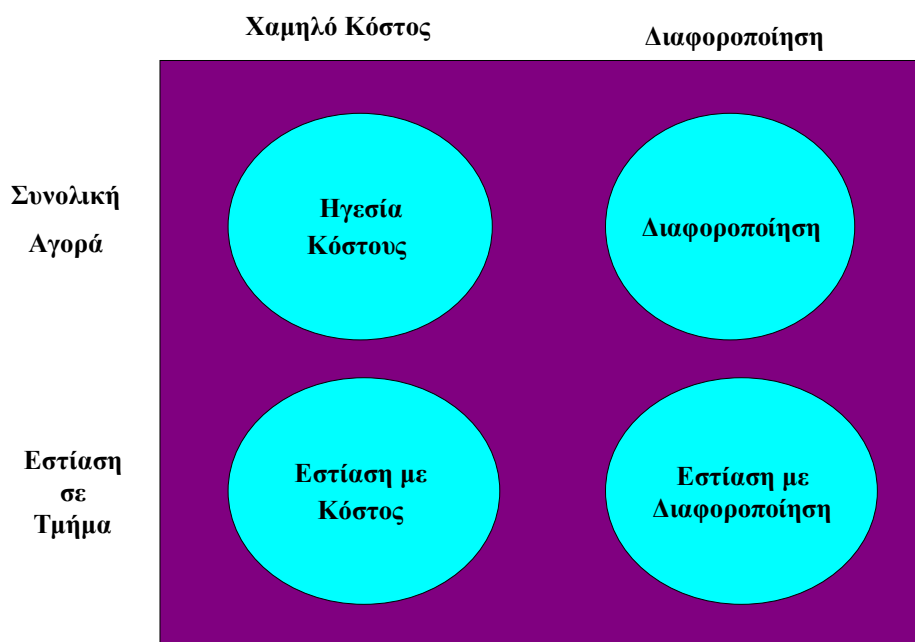 Χαμηλό Κόστος
Διαφοροποίηση
Συνολική
Αγορά
Ηγεσία
Κόστους
Διαφοροποίηση
Εστίαση
σε
Τμήμα
Εστίαση με
Κόστος
Εστίαση με
Διαφοροποίηση